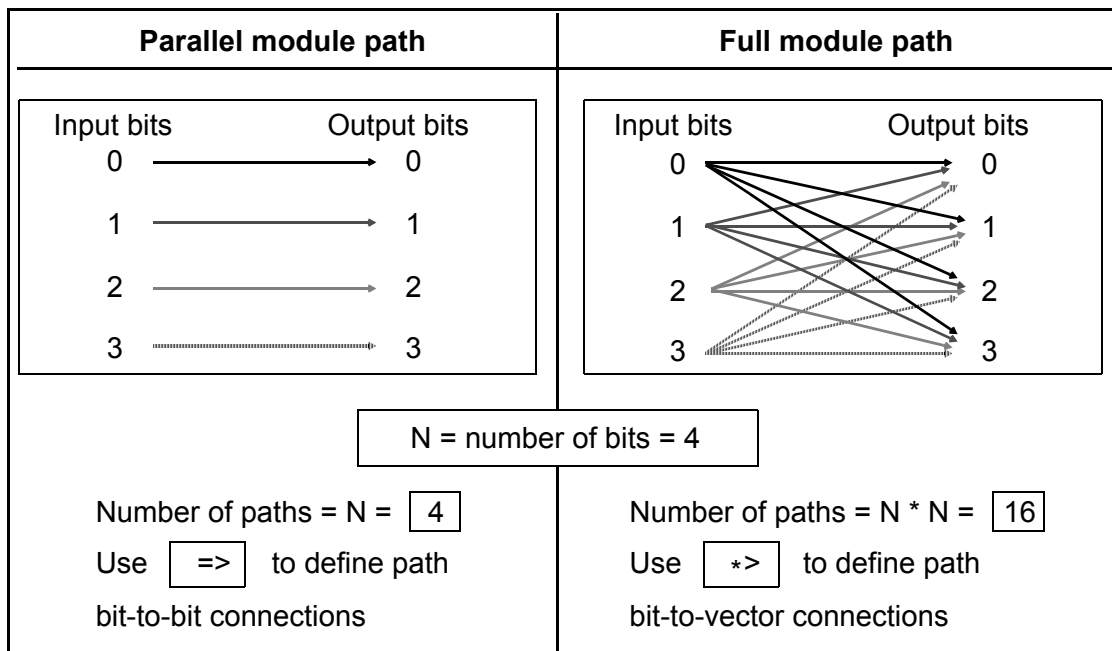 Parallel module path
Full module path
Input bits Output bits
0 0
1 1
2 2
3 3
Input bits Output bits
0 0
1 1
2 2
3 3
N = number of bits = 4
Number of paths = N = 4
Use => to define path
bit-to-bit connections
Number of paths = N * N = 16
Use *> to define path
bit-to-vector connections